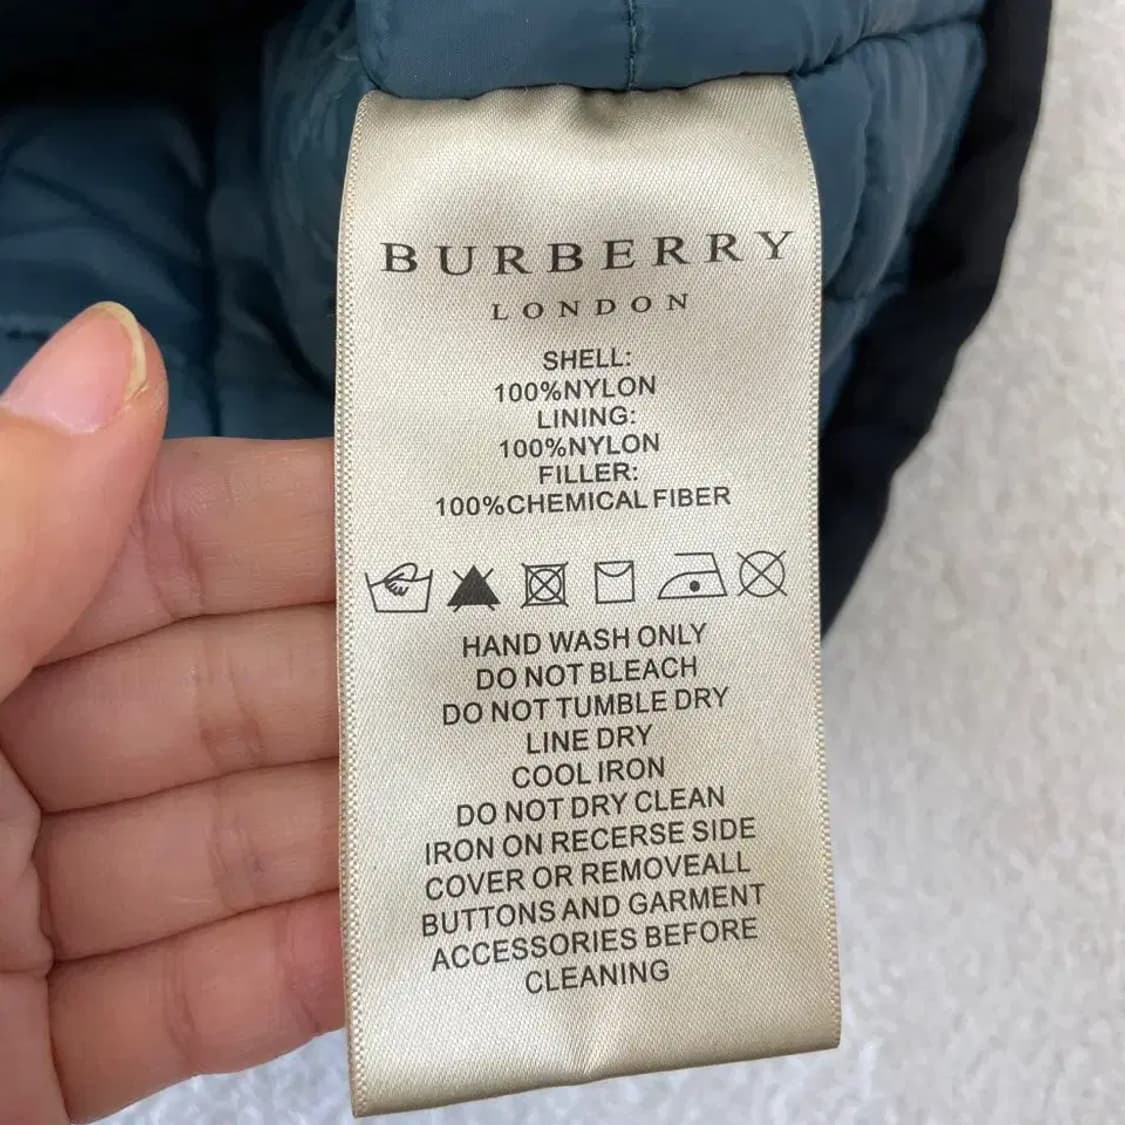 BURBERRY
LONDON
SHELL:
100%NYLON
LINING:
100%NYLON
FILLER:
100%CHEMICAL FIBER
HAND WASH ONLY
DO NOT BLEACH
DO NOT TUMBLE DRY
LINE DRY
COOL IRON
DO NOT DRY CLEAN
IRON ON RECERSE SIDE
COVER OR REMOVEALL
BUTTONS AND GARMENT
ACCESSORIES BEFORE
CLEANING